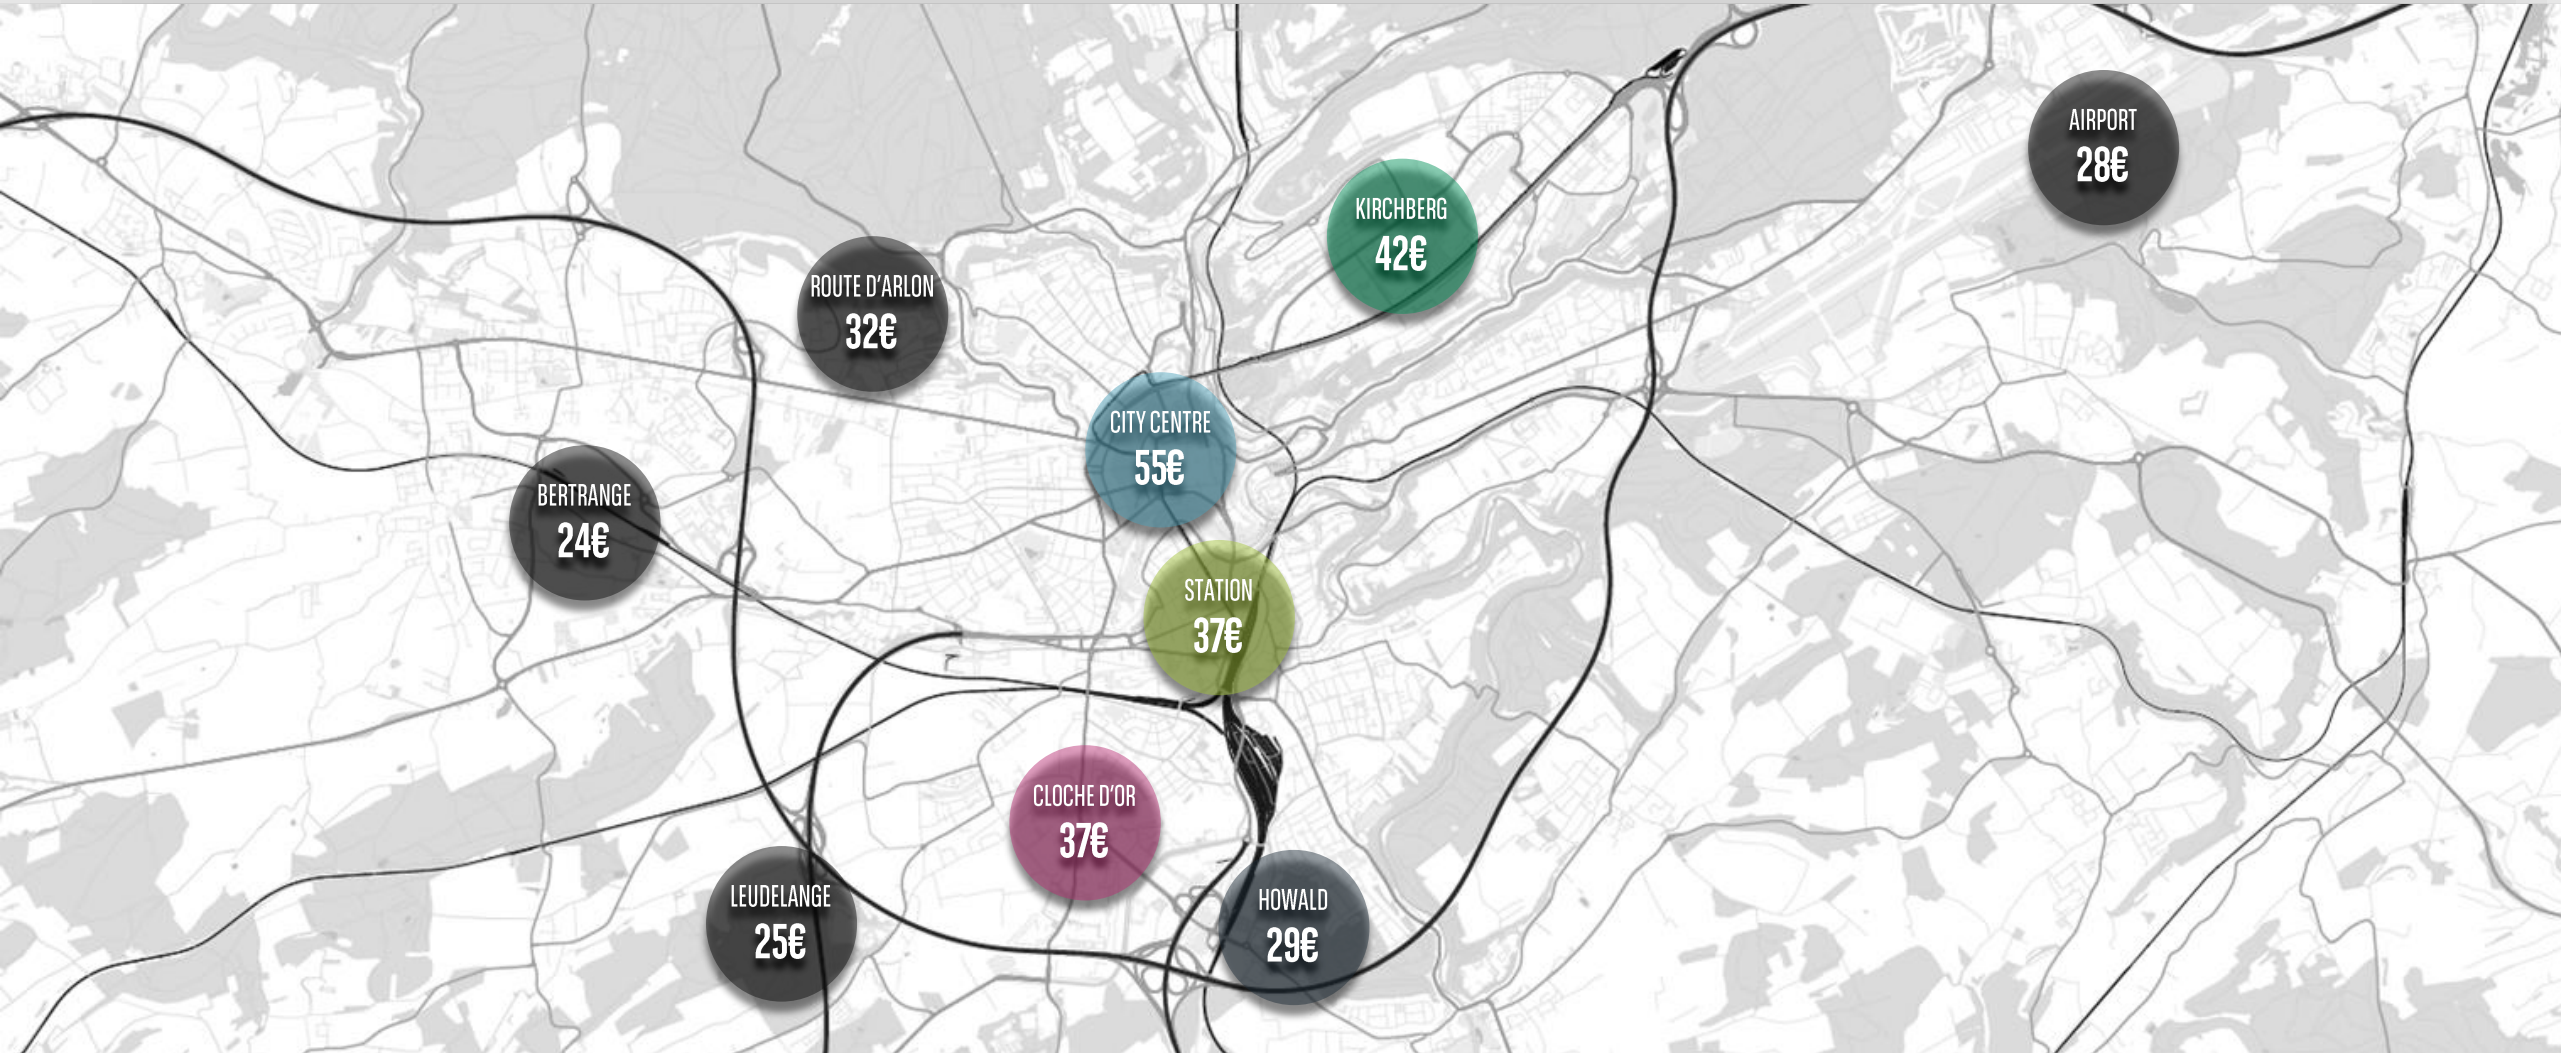 AIRPORT
28€
KIRCHBERG
42€
ROUTE D'ARLON
32€
CITY CENTRE
55€
BERTRANGE
24€
STATION
37€
CLOCHE D'OR
37€
LEUDELANGE
25€
HOWALD
29€